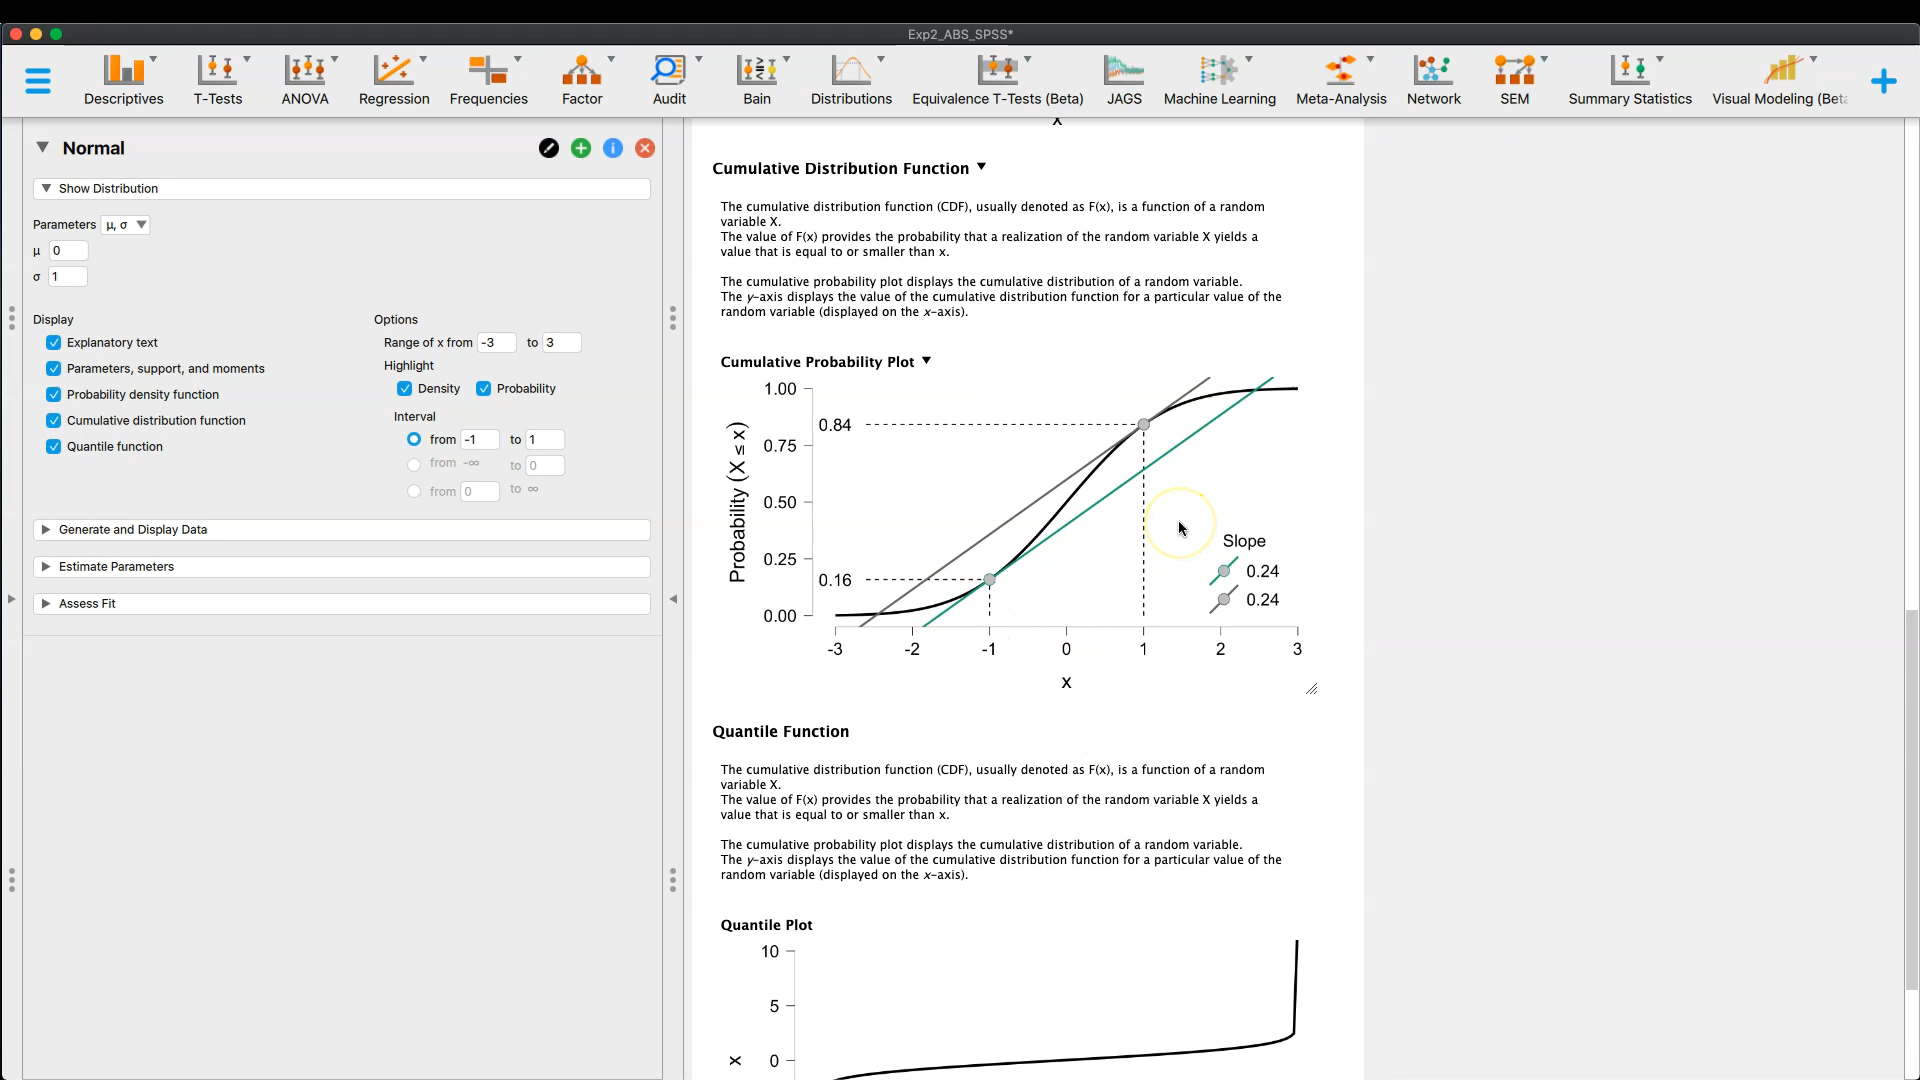 Exp2_ABS_SPSS*
Descriptives T-Tests ANOVA Regression Frequencies Factor Audit Bain Distributions Equivalence T-Tests (Beta) JAGS Machine Learning Meta-Analysis Network SEM Summary Statistics Visual Modeling (Beta
Normal
Show Distribution
Parameters μ, σ
μ 0
σ 1
Display
Explanatory text
Parameters, support, and moments
Probability density function
Cumulative distribution function
Quantile function
Options
Range of x from -3 to 3
Highlight
Density Probability
Interval
from -1 to 1
from -∞ to 0
from 0 to ∞
Generate and Display Data
Estimate Parameters
Assess Fit
X
Cumulative Distribution Function
The cumulative distribution function (CDF), usually denoted as F(x), is a function of a random
variable X.
The value of F(x) provides the probability that a realization of the random variable X yields a
value that is equal to or smaller than x.
The cumulative probability plot displays the cumulative distribution of a random variable.
The y-axis displays the value of the cumulative distribution function for a particular value of the
random variable (displayed on the x-axis).
Cumulative Probability Plot
Probability (X ≤ x)
1.00
0.84
0.75
0.50
0.25
0.16
0.00
Slope
0.24
0.24
-3 -2 -1 0 1 2 3
X
Quantile Function
The cumulative distribution function (CDF), usually denoted as F(x), is a function of a random
variable X.
The value of F(x) provides the probability that a realization of the random variable X yields a
value that is equal to or smaller than x.
The cumulative probability plot displays the cumulative distribution of a random variable.
The y-axis displays the value of the cumulative distribution function for a particular value of the
random variable (displayed on the x-axis).
Quantile Plot
10
5
0
x